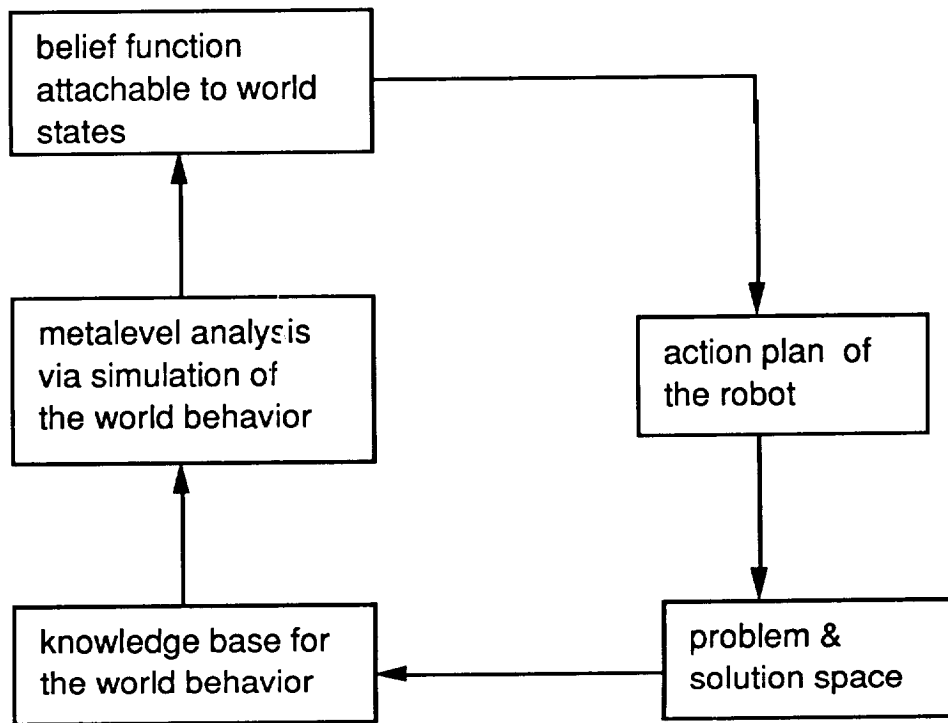 belief function
attachable to world
states
metalevel analysis
via simulation of
the world behavior
action plan of
the robot
knowledge base for
the world behavior
problem &
solution space